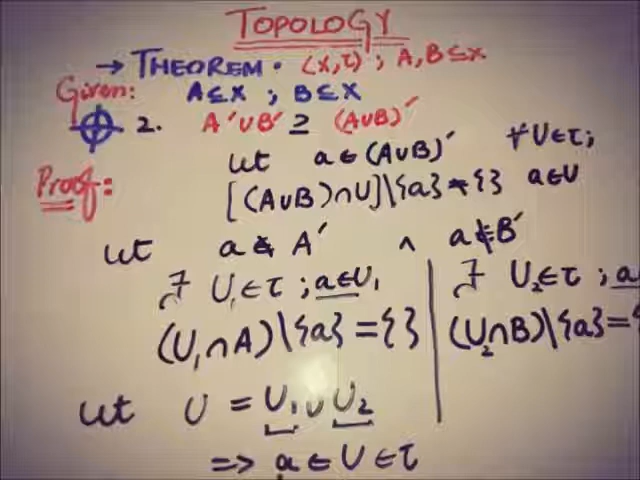 TOPOLOGY
→ THEOREM • (X,τ) ; A,B⊆X
Given: A⊆X ; B⊆X
2. A′∪B′ ⊇ (A∪B)′
let a∈(A∪B)′ ∀U∈τ;
[(A∪B)∩U]\{a} ≠ {} a∈U
Proof:
let a∉A′ ∧ a∉B′
∃ U₁∈τ ; a∈U₁
(U₁∩A)\{a} = {}
∃ U₂∈τ ; a
(U₂∩B)\{a} =
let U = U₁∪U₂
=> a∈U∈τ